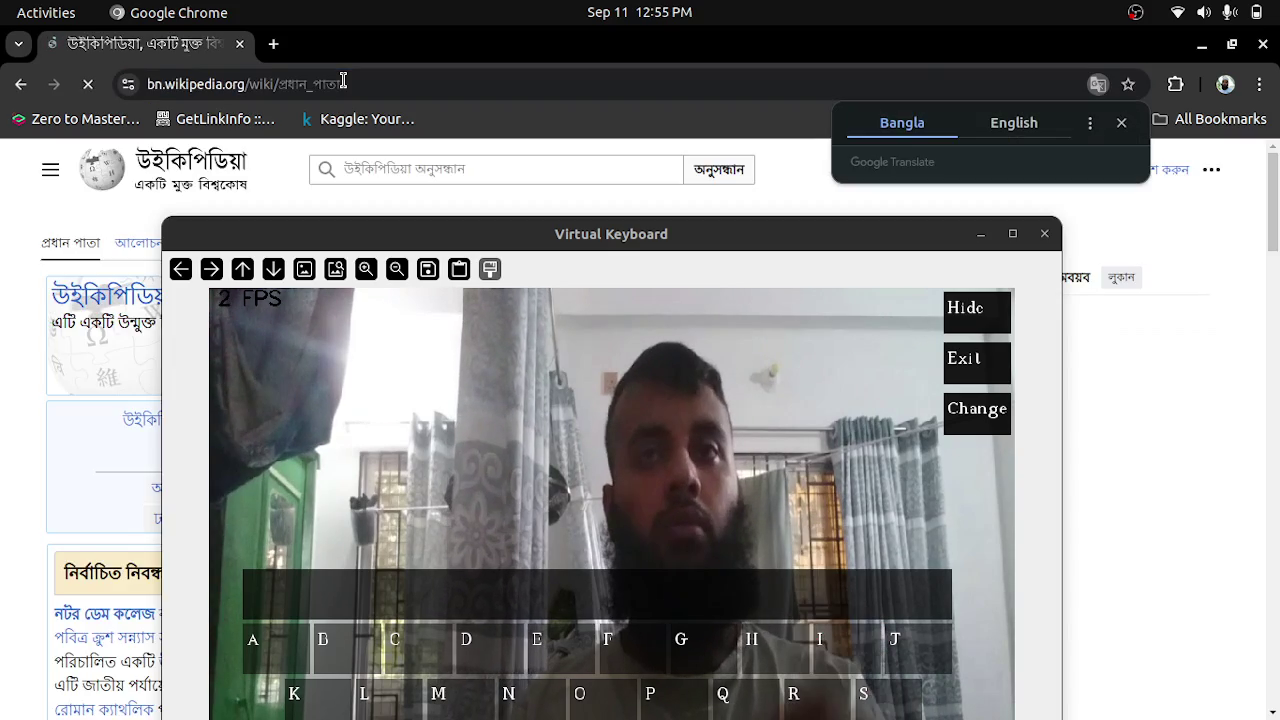 Activities Google Chrome Sep 11 12:55 PM
উইকিপিডিয়া, একটি মুক্ত
bn.wikipedia.org/wiki/প্রধান_পাতা
Zero to Master... GetLinkInfo ::... Kaggle: Your... All Bookmarks
Bangla English
Google Translate
উইকিপিডিয়া
একটি মুক্ত বিশ্বকোষ
উইকিপিডিয়া অনুসন্ধান অনুসন্ধান
করুন
Virtual Keyboard
প্রধান পাতা আলোচন
অবয়ব লুকান
উইকিপিডি
এটি একটি উন্মুক্ত
2 FPS
Hide
Exit
Change
উইকি
নির্বাচিত নিবন্ধ
নটর ডেম কলেজ
পবিত্র ক্রুশ সন্ন্যাস
পরিচালিত একটি
এটি জাতীয় পর্যায়ে
রোমান ক্যাথলিক
A B C D E F G H I J
K L M N O P Q R S